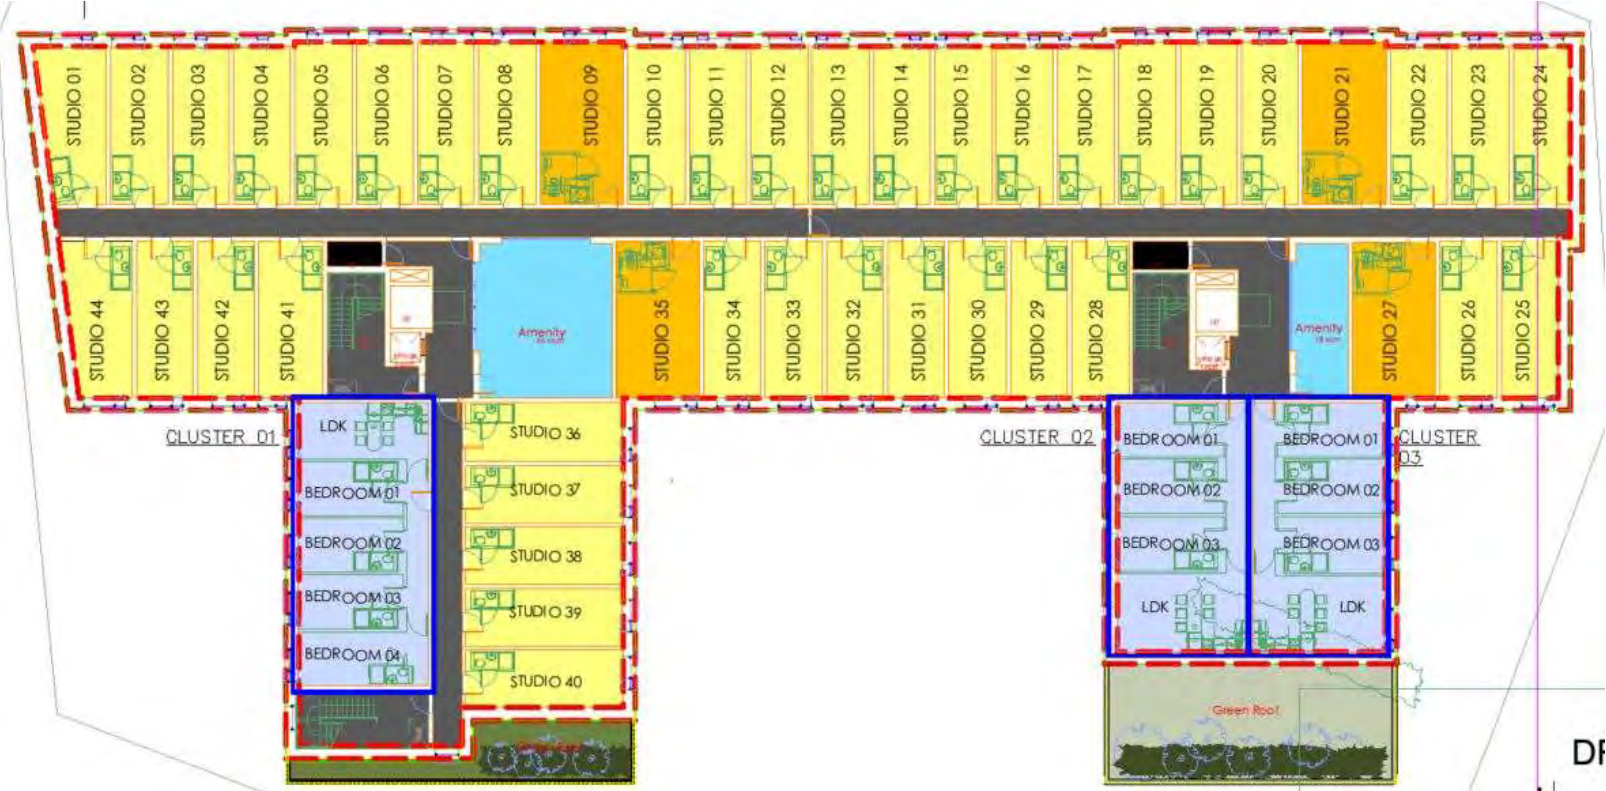 STUDIO 01
STUDIO 02
STUDIO 03
STUDIO 04
STUDIO 05
STUDIO 06
STUDIO 07
STUDIO 08
STUDIO 09
STUDIO 10
STUDIO 11
STUDIO 12
STUDIO 13
STUDIO 14
STUDIO 15
STUDIO 16
STUDIO 17
STUDIO 18
STUDIO 19
STUDIO 20
STUDIO 21
STUDIO 22
STUDIO 23
STUDIO 24
STUDIO 44
STUDIO 43
STUDIO 42
STUDIO 41
Amenity
STUDIO 35
STUDIO 34
STUDIO 33
STUDIO 32
STUDIO 31
STUDIO 30
STUDIO 29
STUDIO 28
Amenity
STUDIO 27
STUDIO 26
STUDIO 25
CLUSTER 01
LDK
BEDROOM 01
BEDROOM 02
BEDROOM 03
BEDROOM 04
STUDIO 36
STUDIO 37
STUDIO 38
STUDIO 39
STUDIO 40
CLUSTER 02
BEDROOM 01
BEDROOM 02
BEDROOM 03
LDK
BEDROOM 01
BEDROOM 02
BEDROOM 03
LDK
CLUSTER
03
Green Roof